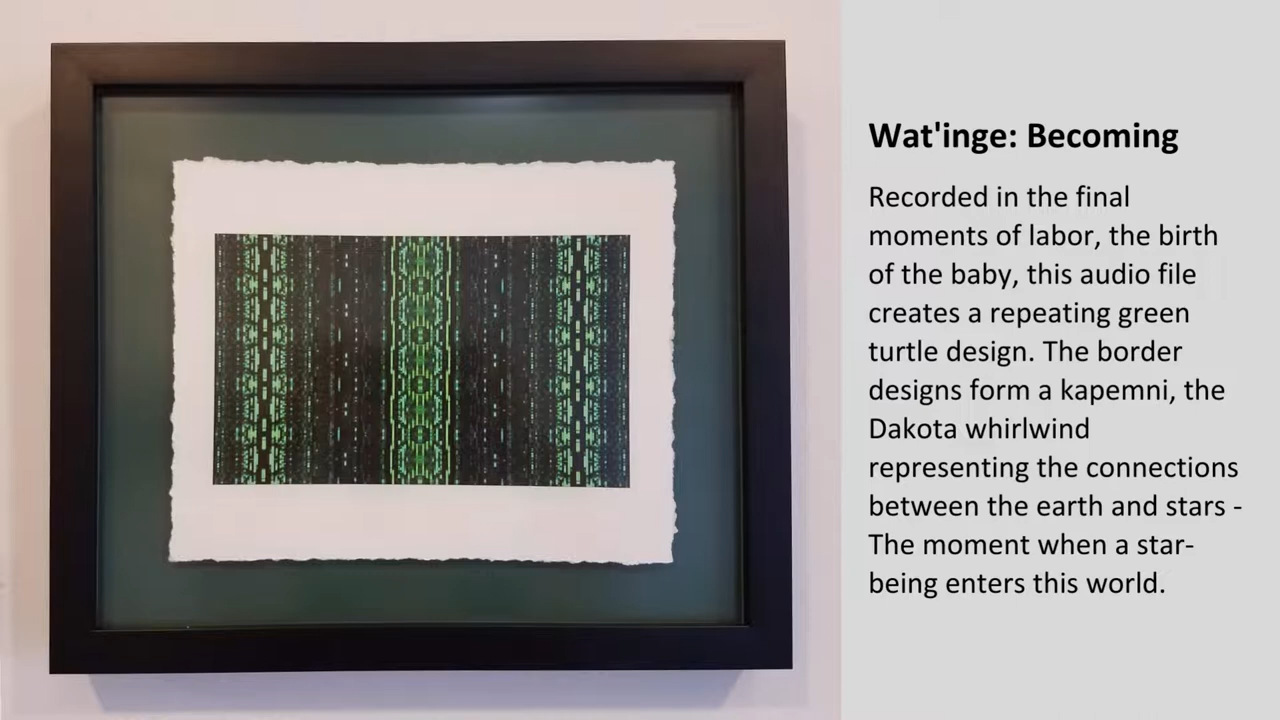 Wat'inge: Becoming
Recorded in the final
moments of labor, the birth
of the baby, this audio file
creates a repeating green
turtle design. The border
designs form a kapemni, the
Dakota whirlwind
representing the connections
between the earth and stars -
The moment when a star-
being enters this world.